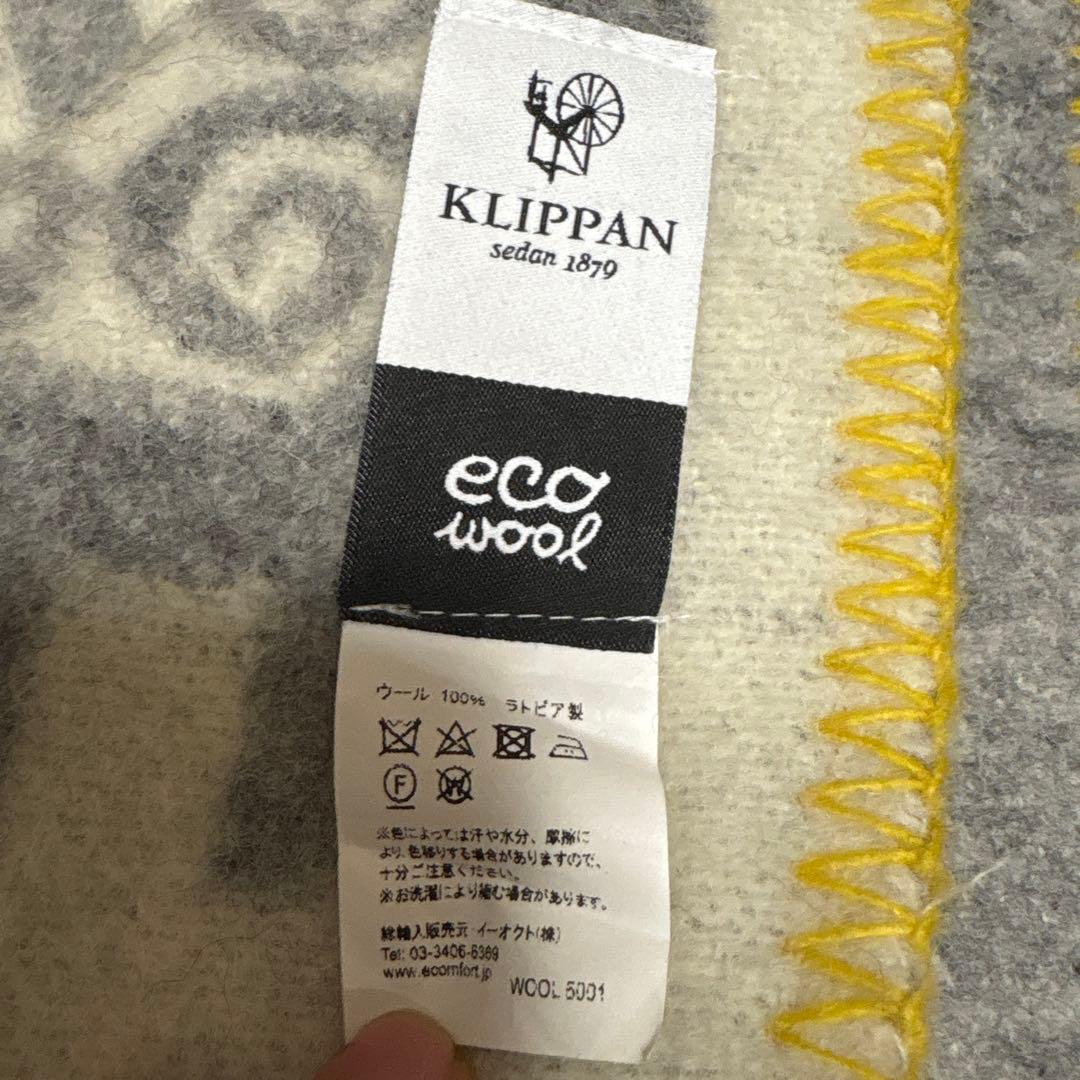 KLIPPAN
sedan 1879
eco
wool
ウール 100% ラトビア製
F
W
※色によっては汗や水分、摩擦に
より、色移りする場合がありますので、
十分ご注意ください。
※お洗濯により縮む場合があります。
総輸入販売元 イーオクト(株)
Tel: 03-3406-6369
www.ecomfort.jp
WOOL 5001